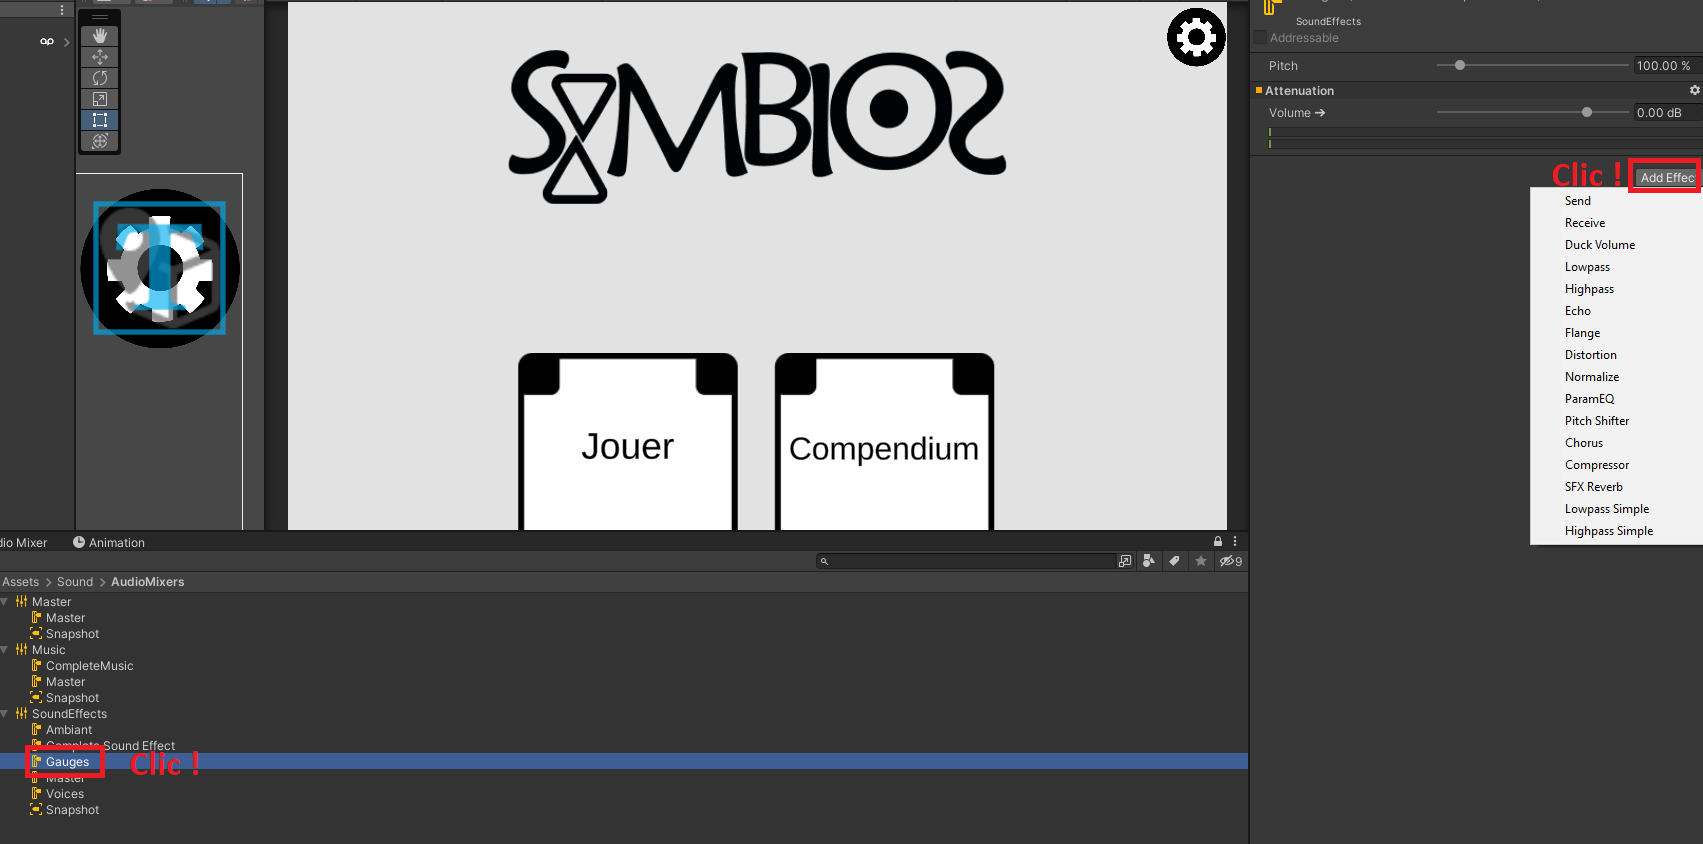 SYMBIOS
Jouer
Compendium
SoundEffects
Addressable
Pitch
100.00 %
Attenuation
Volume
0.00 dB
Clic !
Add Effec
Send
Receive
Duck Volume
Lowpass
Highpass
Echo
Flange
Distortion
Normalize
ParamEQ
Pitch Shifter
Chorus
Compressor
SFX Reverb
Lowpass Simple
Highpass Simple
dio Mixer
Animation
9
Assets > Sound > AudioMixers
Master
Master
Snapshot
Music
CompleteMusic
Master
Snapshot
SoundEffects
Ambiant
Complete Sound Effect
Gauges
Clic !
Master
Voices
Snapshot